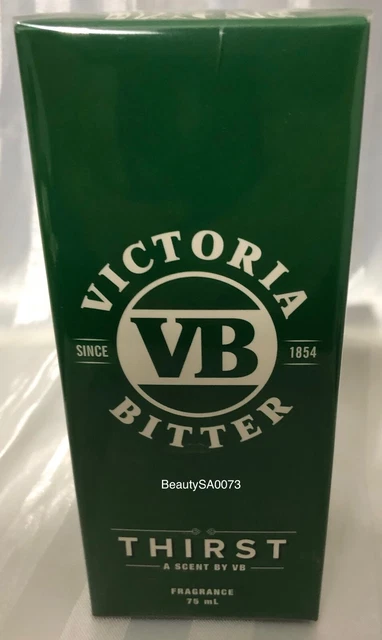 VICTORIA
VB
SINCE 1854
BITTER
BeautySA0073
THIRST
A SCENT BY VB
FRAGRANCE
75 mL